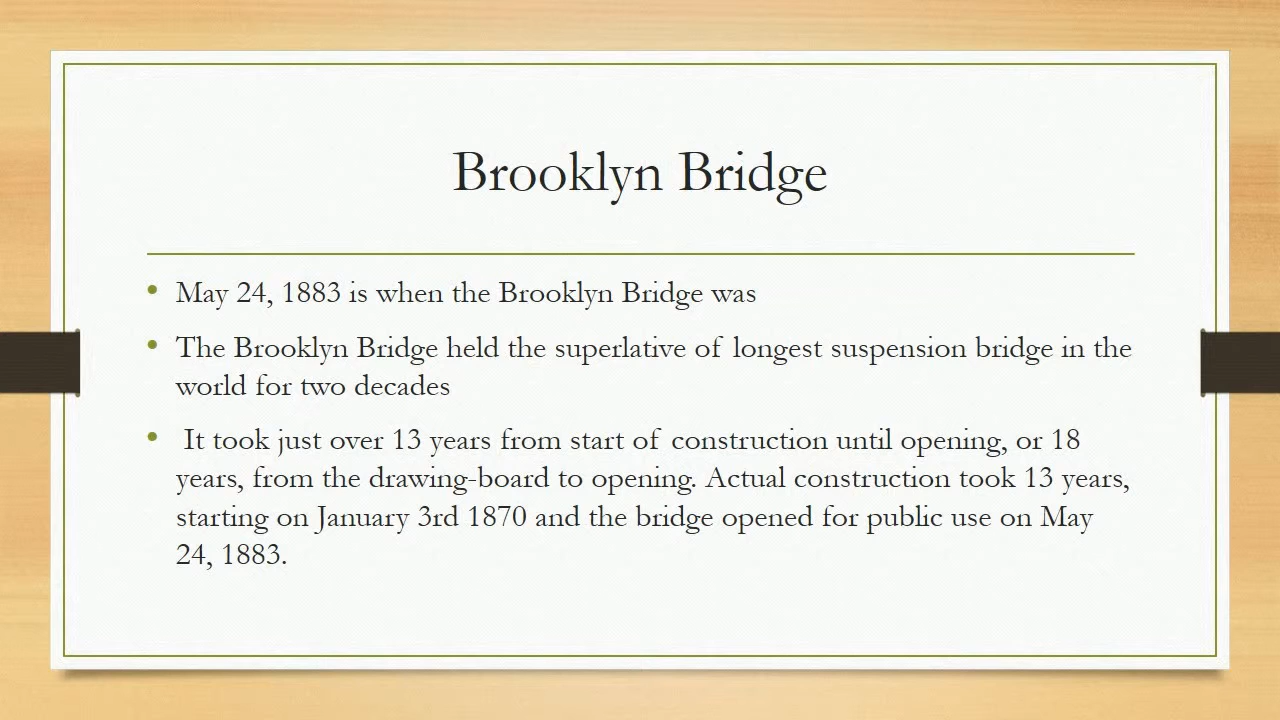 Brooklyn Bridge
• May 24, 1883 is when the Brooklyn Bridge was
• The Brooklyn Bridge held the superlative of longest suspension bridge in the
world for two decades
• It took just over 13 years from start of construction until opening, or 18
years, from the drawing-board to opening. Actual construction took 13 years,
starting on January 3rd 1870 and the bridge opened for public use on May
24, 1883.